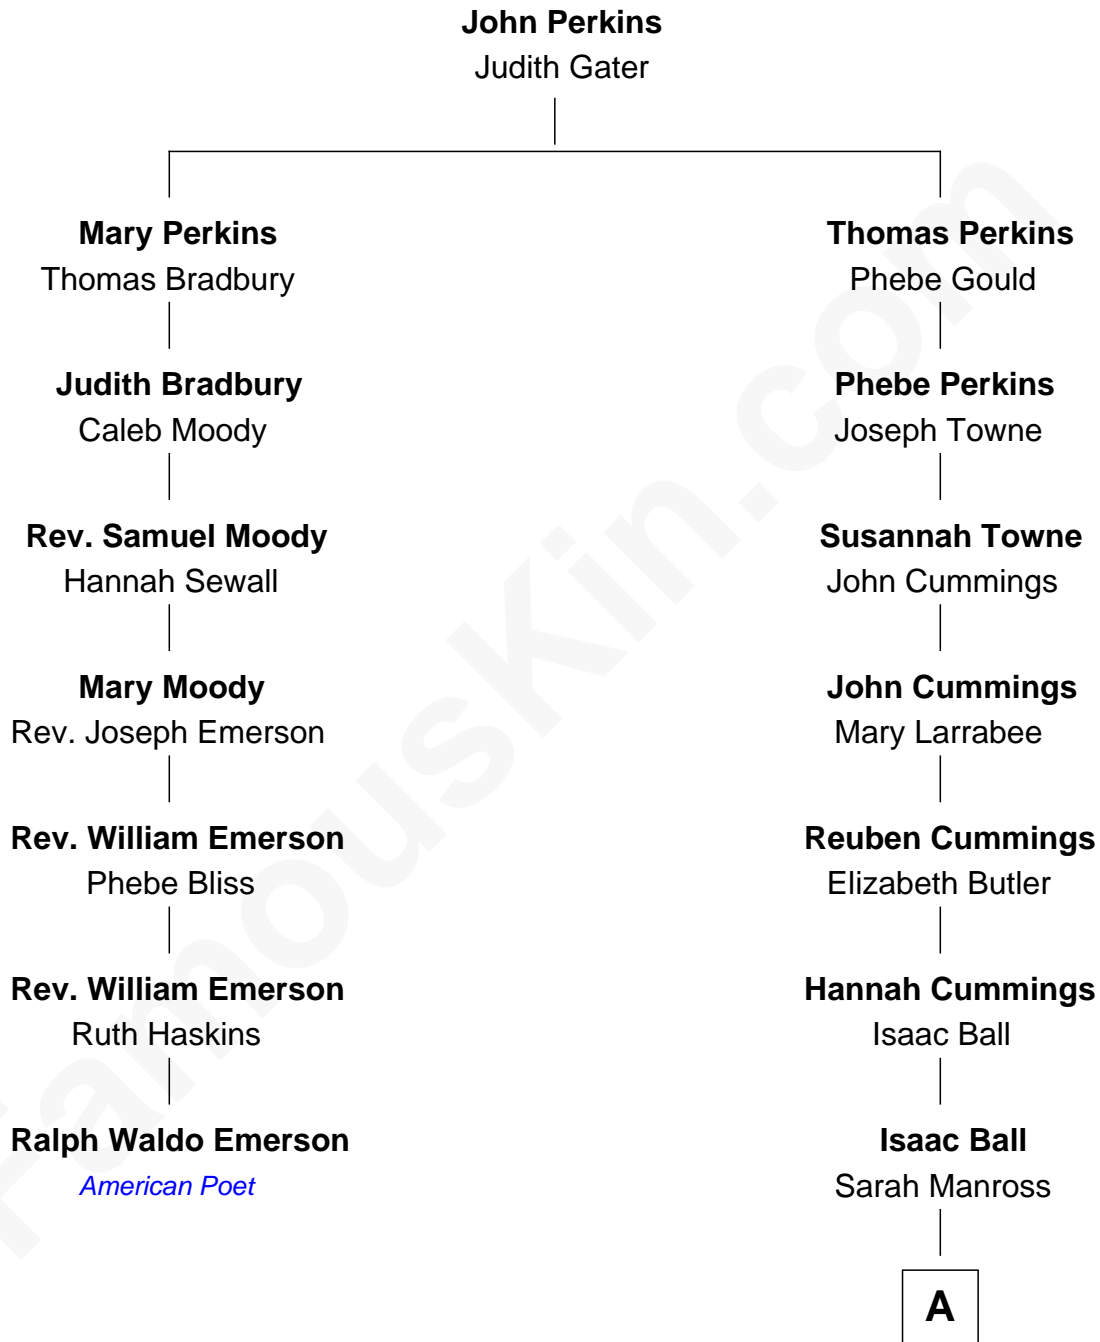 John Perkins
Judith Gater
Mary Perkins
Thomas Bradbury
Judith Bradbury
Caleb Moody
Rev. Samuel Moody
Hannah Sewall
Mary Moody
Rev. Joseph Emerson
Rev. William Emerson
Phebe Bliss
Rev. William Emerson
Ruth Haskins
Ralph Waldo Emerson
American Poet
Thomas Perkins
Phebe Gould
Phebe Perkins
Joseph Towne
Susannah Towne
John Cummings
John Cummings
Mary Larrabee
Reuben Cummings
Elizabeth Butler
Hannah Cummings
Isaac Ball
Isaac Ball
Sarah Manross
A
FamousKin.com